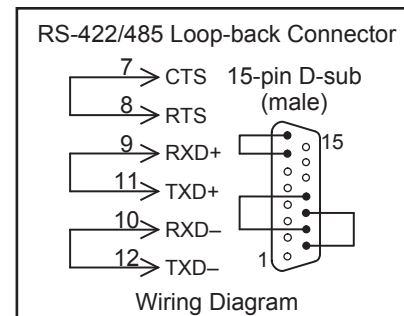 RS-422/485 Loop-back Connector
7 CTS
8 RTS
9 RXD+
11 TXD+
10 RXD–
12 TXD–
15-pin D-sub
(male)
15
1
Wiring Diagram